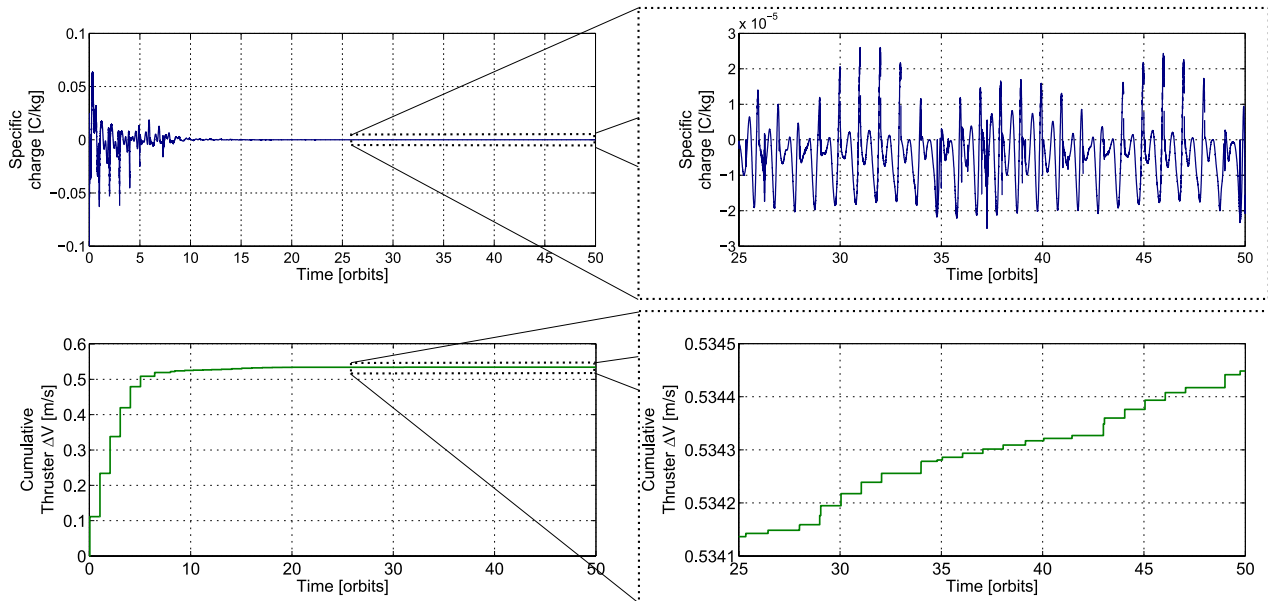 0.1
0.05
0
−0.05
−0.1
Specific
charge [C/kg]
0 5 10 15 20 25 30 35 40 45 50
Time [orbits]
x 10⁻⁵
3
2
1
0
−1
−2
−3
Specific
charge [C/kg]
25 30 35 40 45 50
Time [orbits]
0.6
0.5
0.4
0.3
0.2
0.1
0
Cumulative
Thruster ΔV [m/s]
0 10 20 30 40 50
Time [orbits]
0.5345
0.5344
0.5343
0.5342
0.5341
Cumulative
Thruster ΔV [m/s]
25 30 35 40 45 50
Time [orbits]